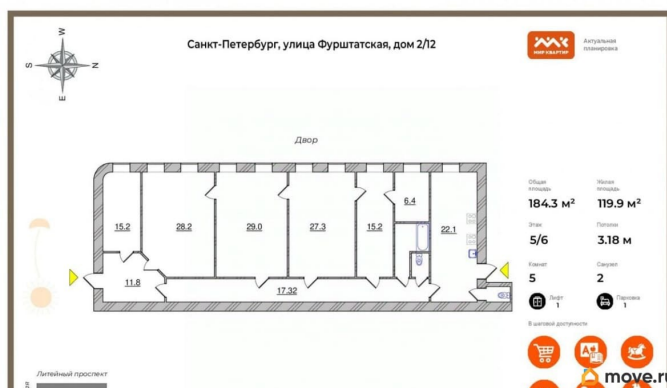 W
S
N
E
Санкт-Петербург, улица Фурштатская, дом 2/12
МИР КВАРТИР
Актуальная
планировка
Двор
15.2
28.2
29.0
27.3
15.2
6.4
22.1
11.8
17.32
Общая
площадь
Жилая
площадь
184.3 м²
119.9 м²
Этаж
Потолки
5/6
3.18 м
Комнат
Санузел
5
2
Лифт
1
Парковка
1
В шаговой доступности
Литейный проспект
move.ru